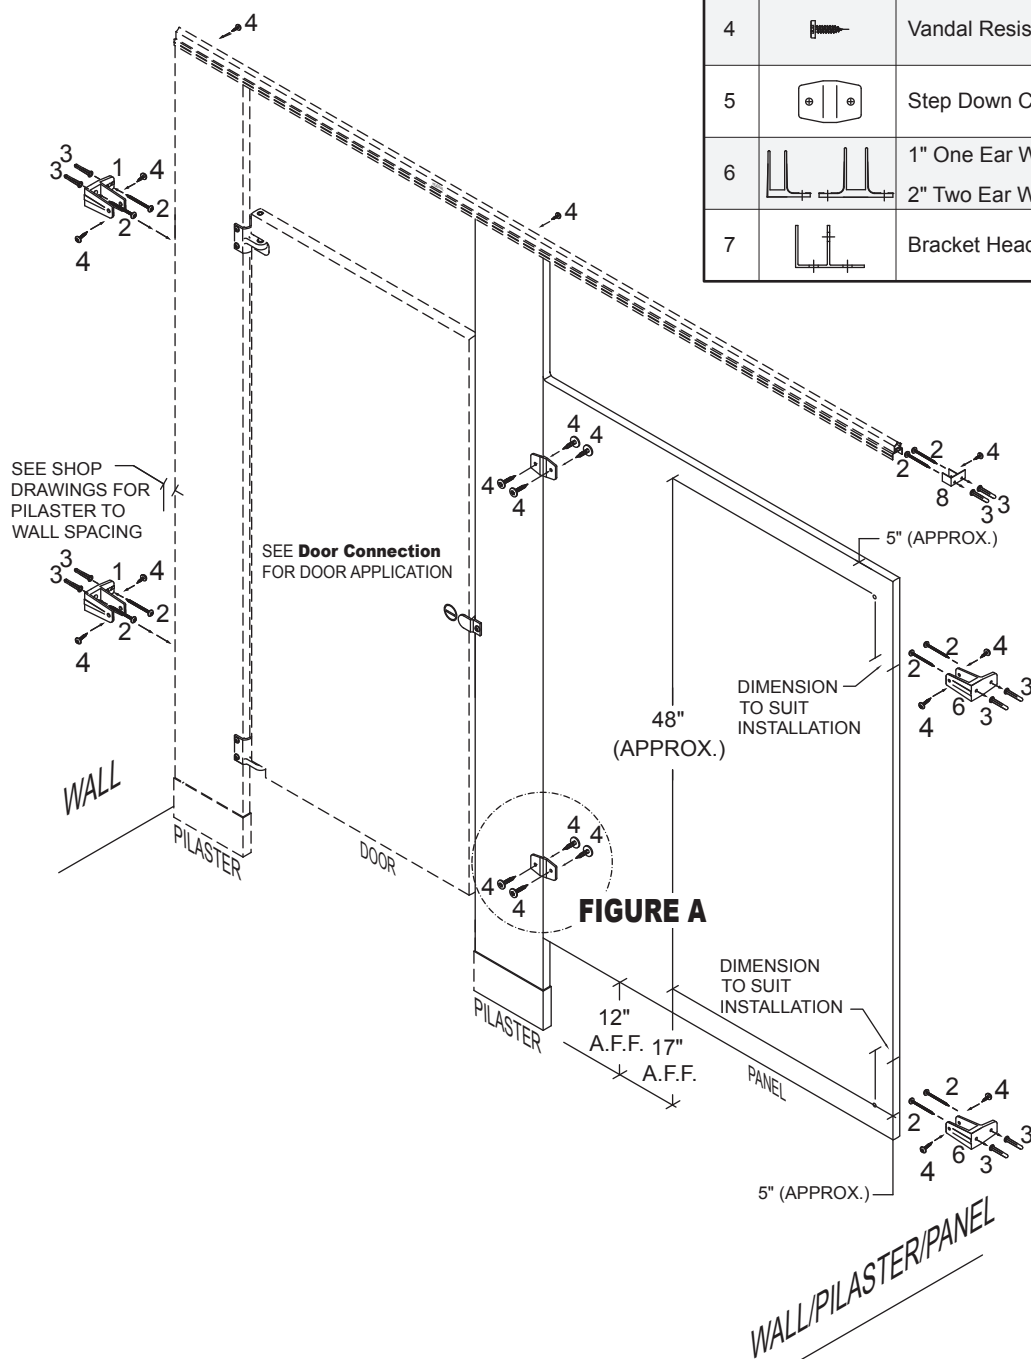 4
4
Vandal Resis
5
Step Down C
6
1" One Ear W
2" Two Ear W
7
Bracket Head
3
3
1
4
2
2
4
4
4
4
4
4
2
2
4
8
3
3
SEE SHOP
DRAWINGS FOR
PILASTER TO
WALL SPACING
SEE Door Connection
FOR DOOR APPLICATION
5" (APPROX.)
3
3
1
4
2
2
4
2
2
4
4
6
3
3
DIMENSION
TO SUIT
INSTALLATION
48"
(APPROX.)
WALL
PILASTER
DOOR
4
4
4
4
FIGURE A
DIMENSION
TO SUIT
INSTALLATION
PILASTER
12"
A.F.F.
17"
A.F.F.
PANEL
2
2
4
4
6
3
3
5" (APPROX.)
WALL/PILASTER/PANEL